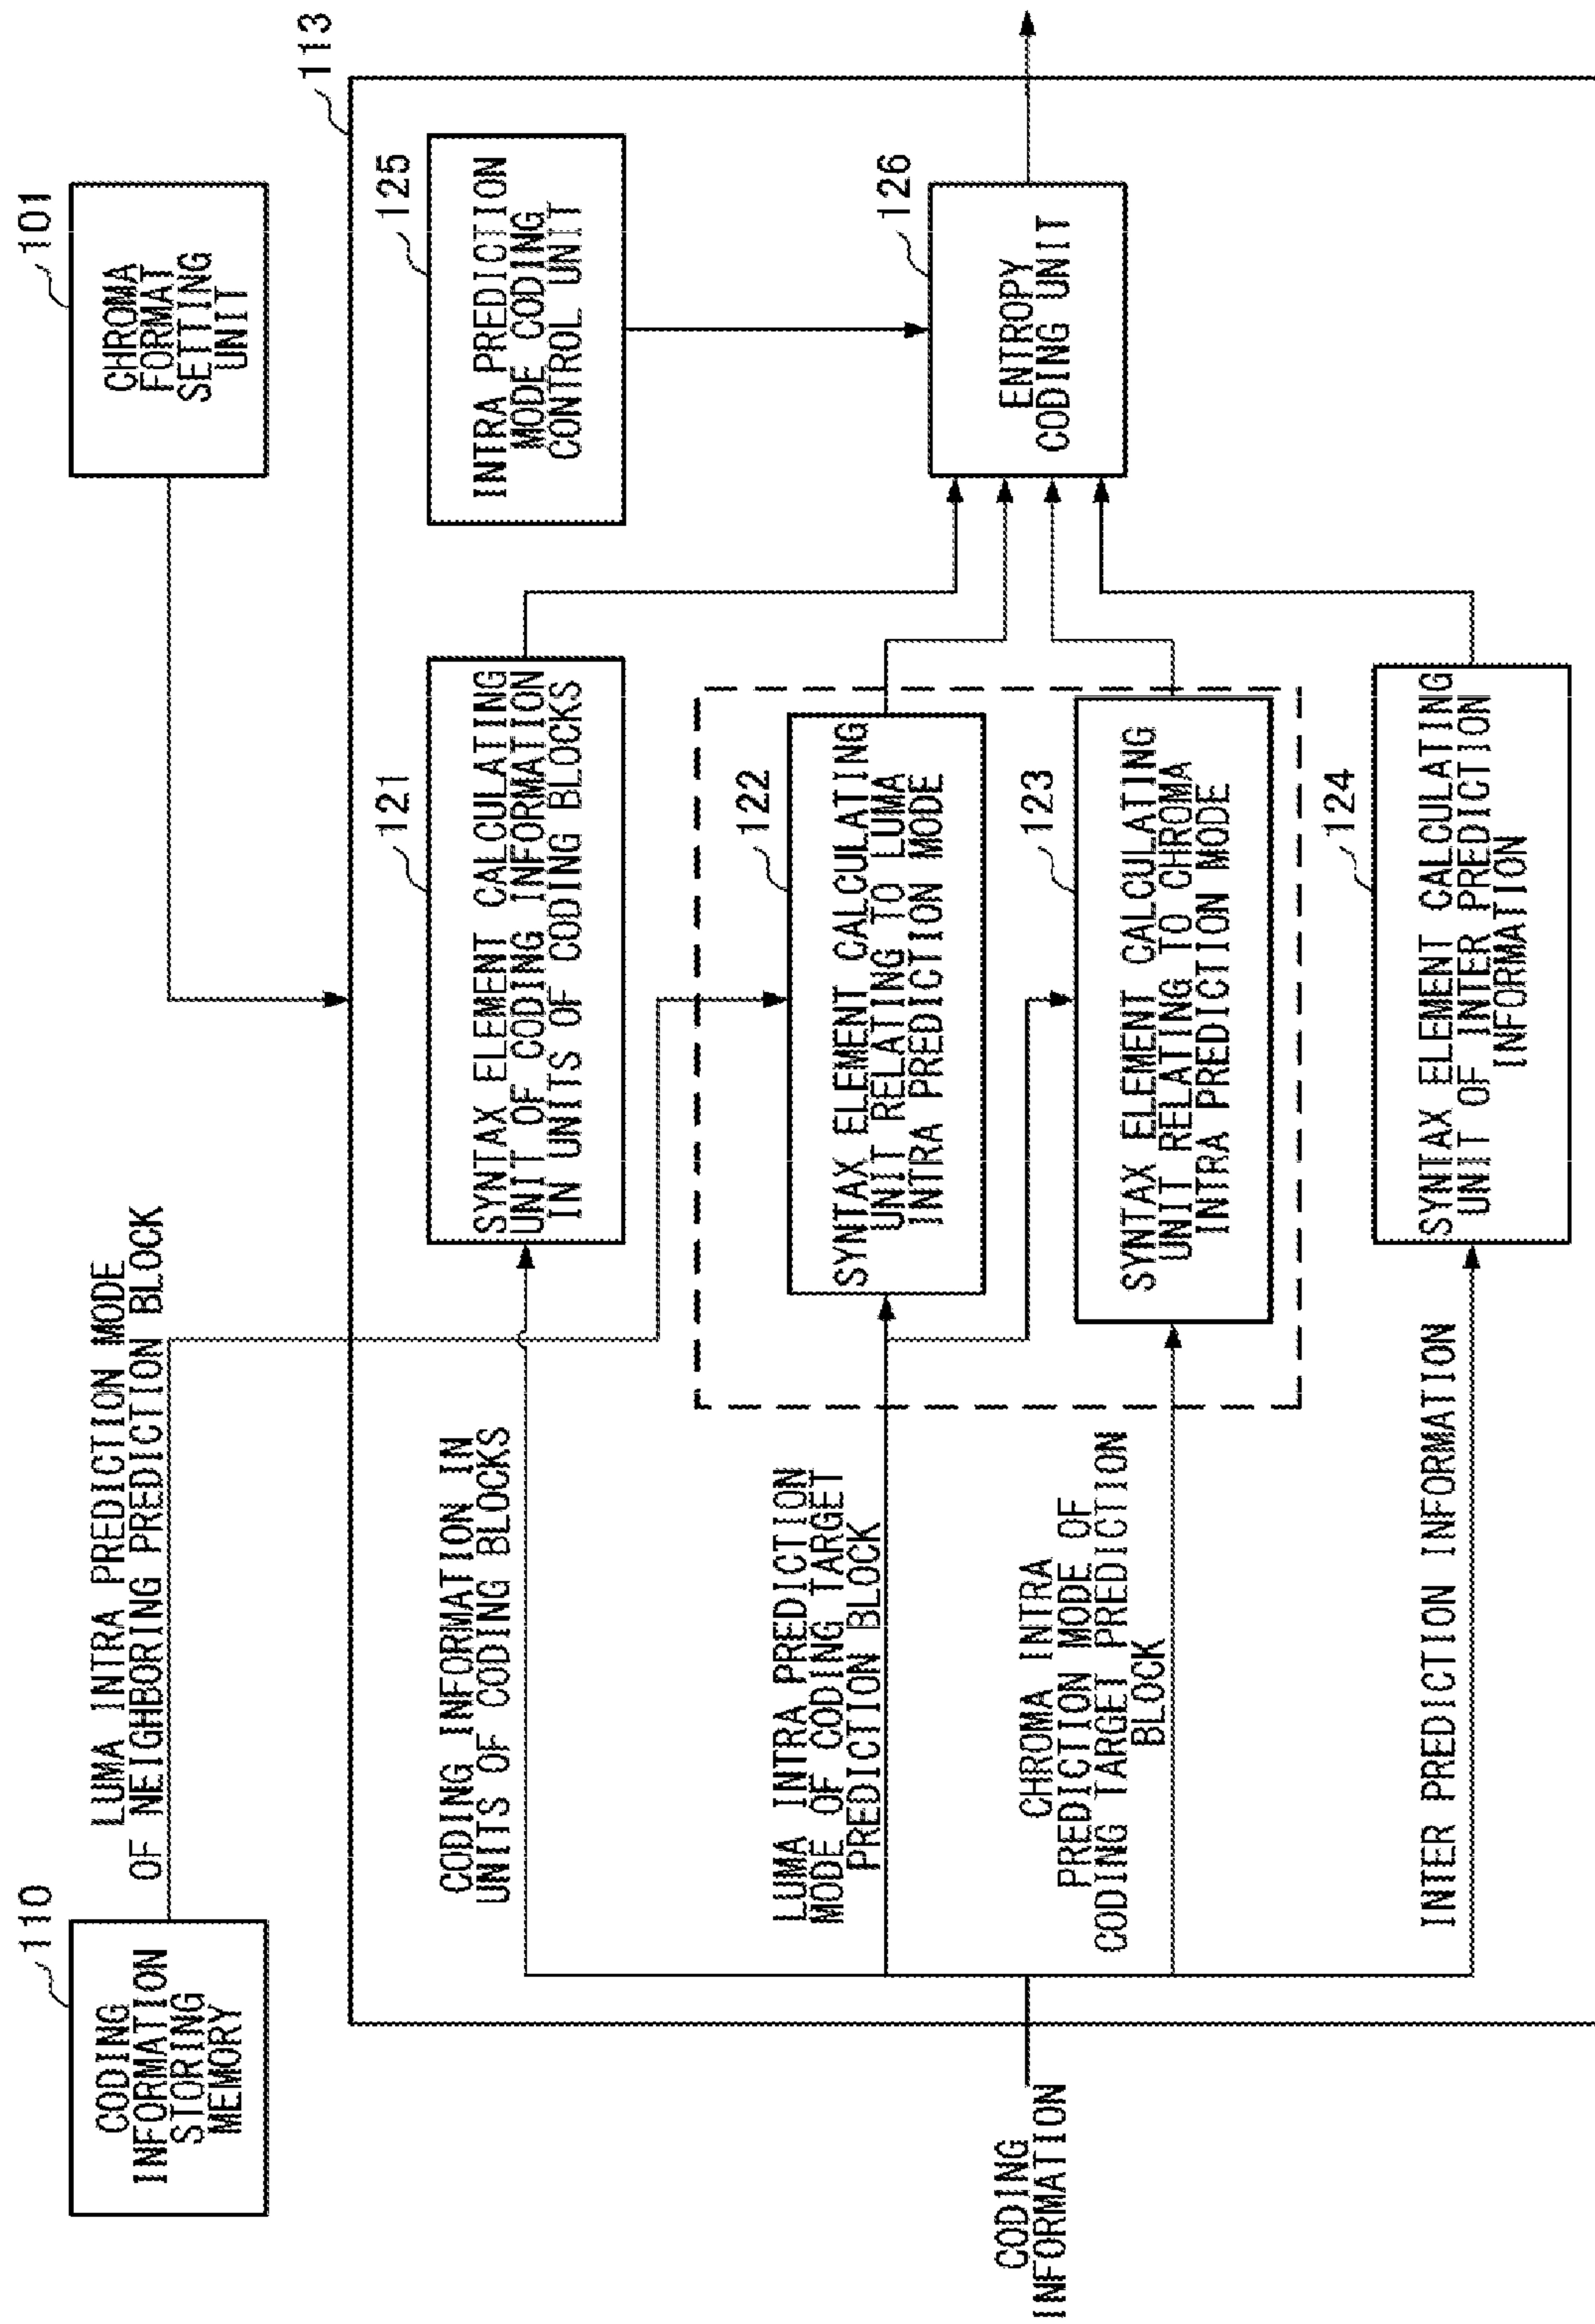 110
CODING
INFORMATION
STORING
MEMORY
LUMA INTRA PREDICTION MODE
OF NEIGHBORING PREDICTION BLOCK
101
CHROMA
FORMAT
SETTING
UNIT
113
CODING
INFORMATION
CODING INFORMATION IN
UNITS OF CODING BLOCKS
121
SYNTAX ELEMENT CALCULATING
UNIT OF CODING INFORMATION
IN UNITS OF CODING BLOCKS
125
INTRA PREDICTION
MODE CODING
CONTROL UNIT
LUMA INTRA PREDICTION
MODE OF CODING TARGET
PREDICTION BLOCK
122
SYNTAX ELEMENT CALCULATING
UNIT RELATING TO LUMA
INTRA PREDICTION MODE
126
ENTROPY
CODING UNIT
CHROMA INTRA
PREDICTION MODE OF
CODING TARGET PREDICTION
BLOCK
123
SYNTAX ELEMENT CALCULATING
UNIT RELATING TO CHROMA
INTRA PREDICTION MODE
INTER PREDICTION INFORMATION
124
SYNTAX ELEMENT CALCULATING
UNIT OF INTER PREDICTION
INFORMATION